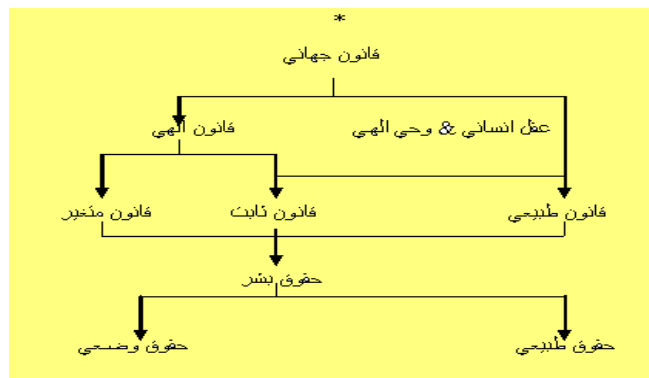 *
قانون جهاني
عقل انساني & وحي الهي
قانون الهي
قانون طبيعي
قانون ثابت
قانون متغير
حقوق بشر
حقوق طبيعي
حقوق وضعي